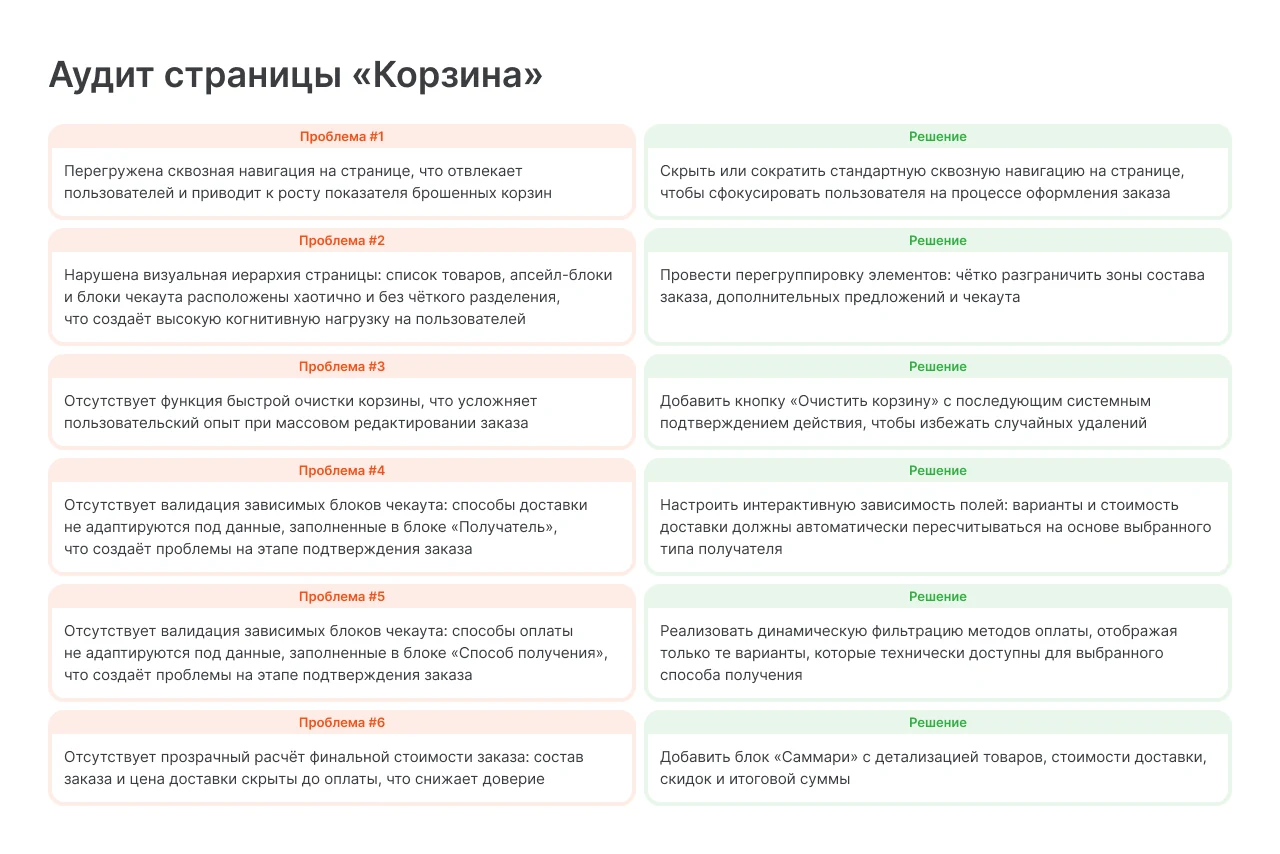 Аудит страницы «Корзина»
Проблема #1
Перегружена сквозная навигация на странице, что отвлекает
пользователей и приводит к росту показателя брошенных корзин
Решение
Скрыть или сократить стандартную сквозную навигацию на странице,
чтобы сфокусировать пользователя на процессе оформления заказа
Проблема #2
Нарушена визуальная иерархия страницы: список товаров, апсейл-блоки
и блоки чекаута расположены хаотично и без чёткого разделения,
что создаёт высокую когнитивную нагрузку на пользователей
Решение
Провести перегруппировку элементов: чётко разграничить зоны состава
заказа, дополнительных предложений и чекаута
Проблема #3
Отсутствует функция быстрой очистки корзины, что усложняет
пользовательский опыт при массовом редактировании заказа
Решение
Добавить кнопку «Очистить корзину» с последующим системным
подтверждением действия, чтобы избежать случайных удалений
Проблема #4
Отсутствует валидация зависимых блоков чекаута: способы доставки
не адаптируются под данные, заполненные в блоке «Получатель»,
что создаёт проблемы на этапе подтверждения заказа
Решение
Настроить интерактивную зависимость полей: варианты и стоимость
доставки должны автоматически пересчитываться на основе выбранного
типа получателя
Проблема #5
Отсутствует валидация зависимых блоков чекаута: способы оплаты
не адаптируются под данные, заполненные в блоке «Способ получения»,
что создаёт проблемы на этапе подтверждения заказа
Решение
Реализовать динамическую фильтрацию методов оплаты, отображая
только те варианты, которые технически доступны для выбранного
способа получения
Проблема #6
Отсутствует прозрачный расчёт финальной стоимости заказа: состав
заказа и цена доставки скрыты до оплаты, что снижает доверие
Решение
Добавить блок «Саммари» с детализацией товаров, стоимости доставки,
скидок и итоговой суммы